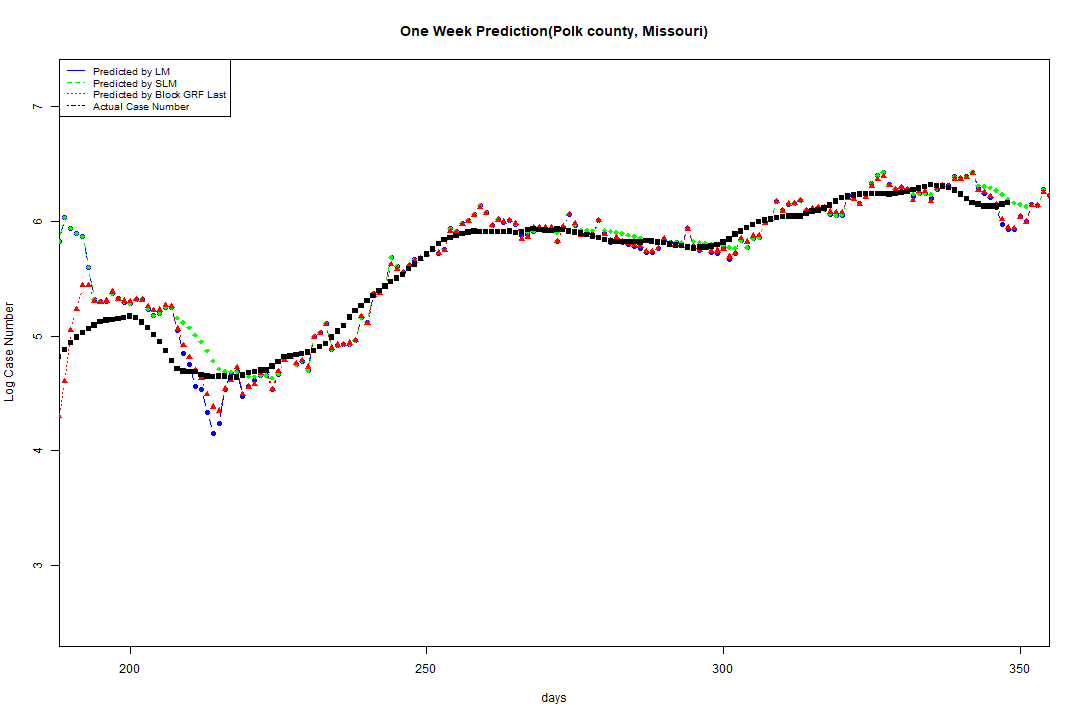 One Week Prediction(Polk county, Missouri)
Predicted by LM
Predicted by SLM
Predicted by Block GRF Last
Actual Case Number
7
6
5
4
3
Log Case Number
200 250 300 350
days